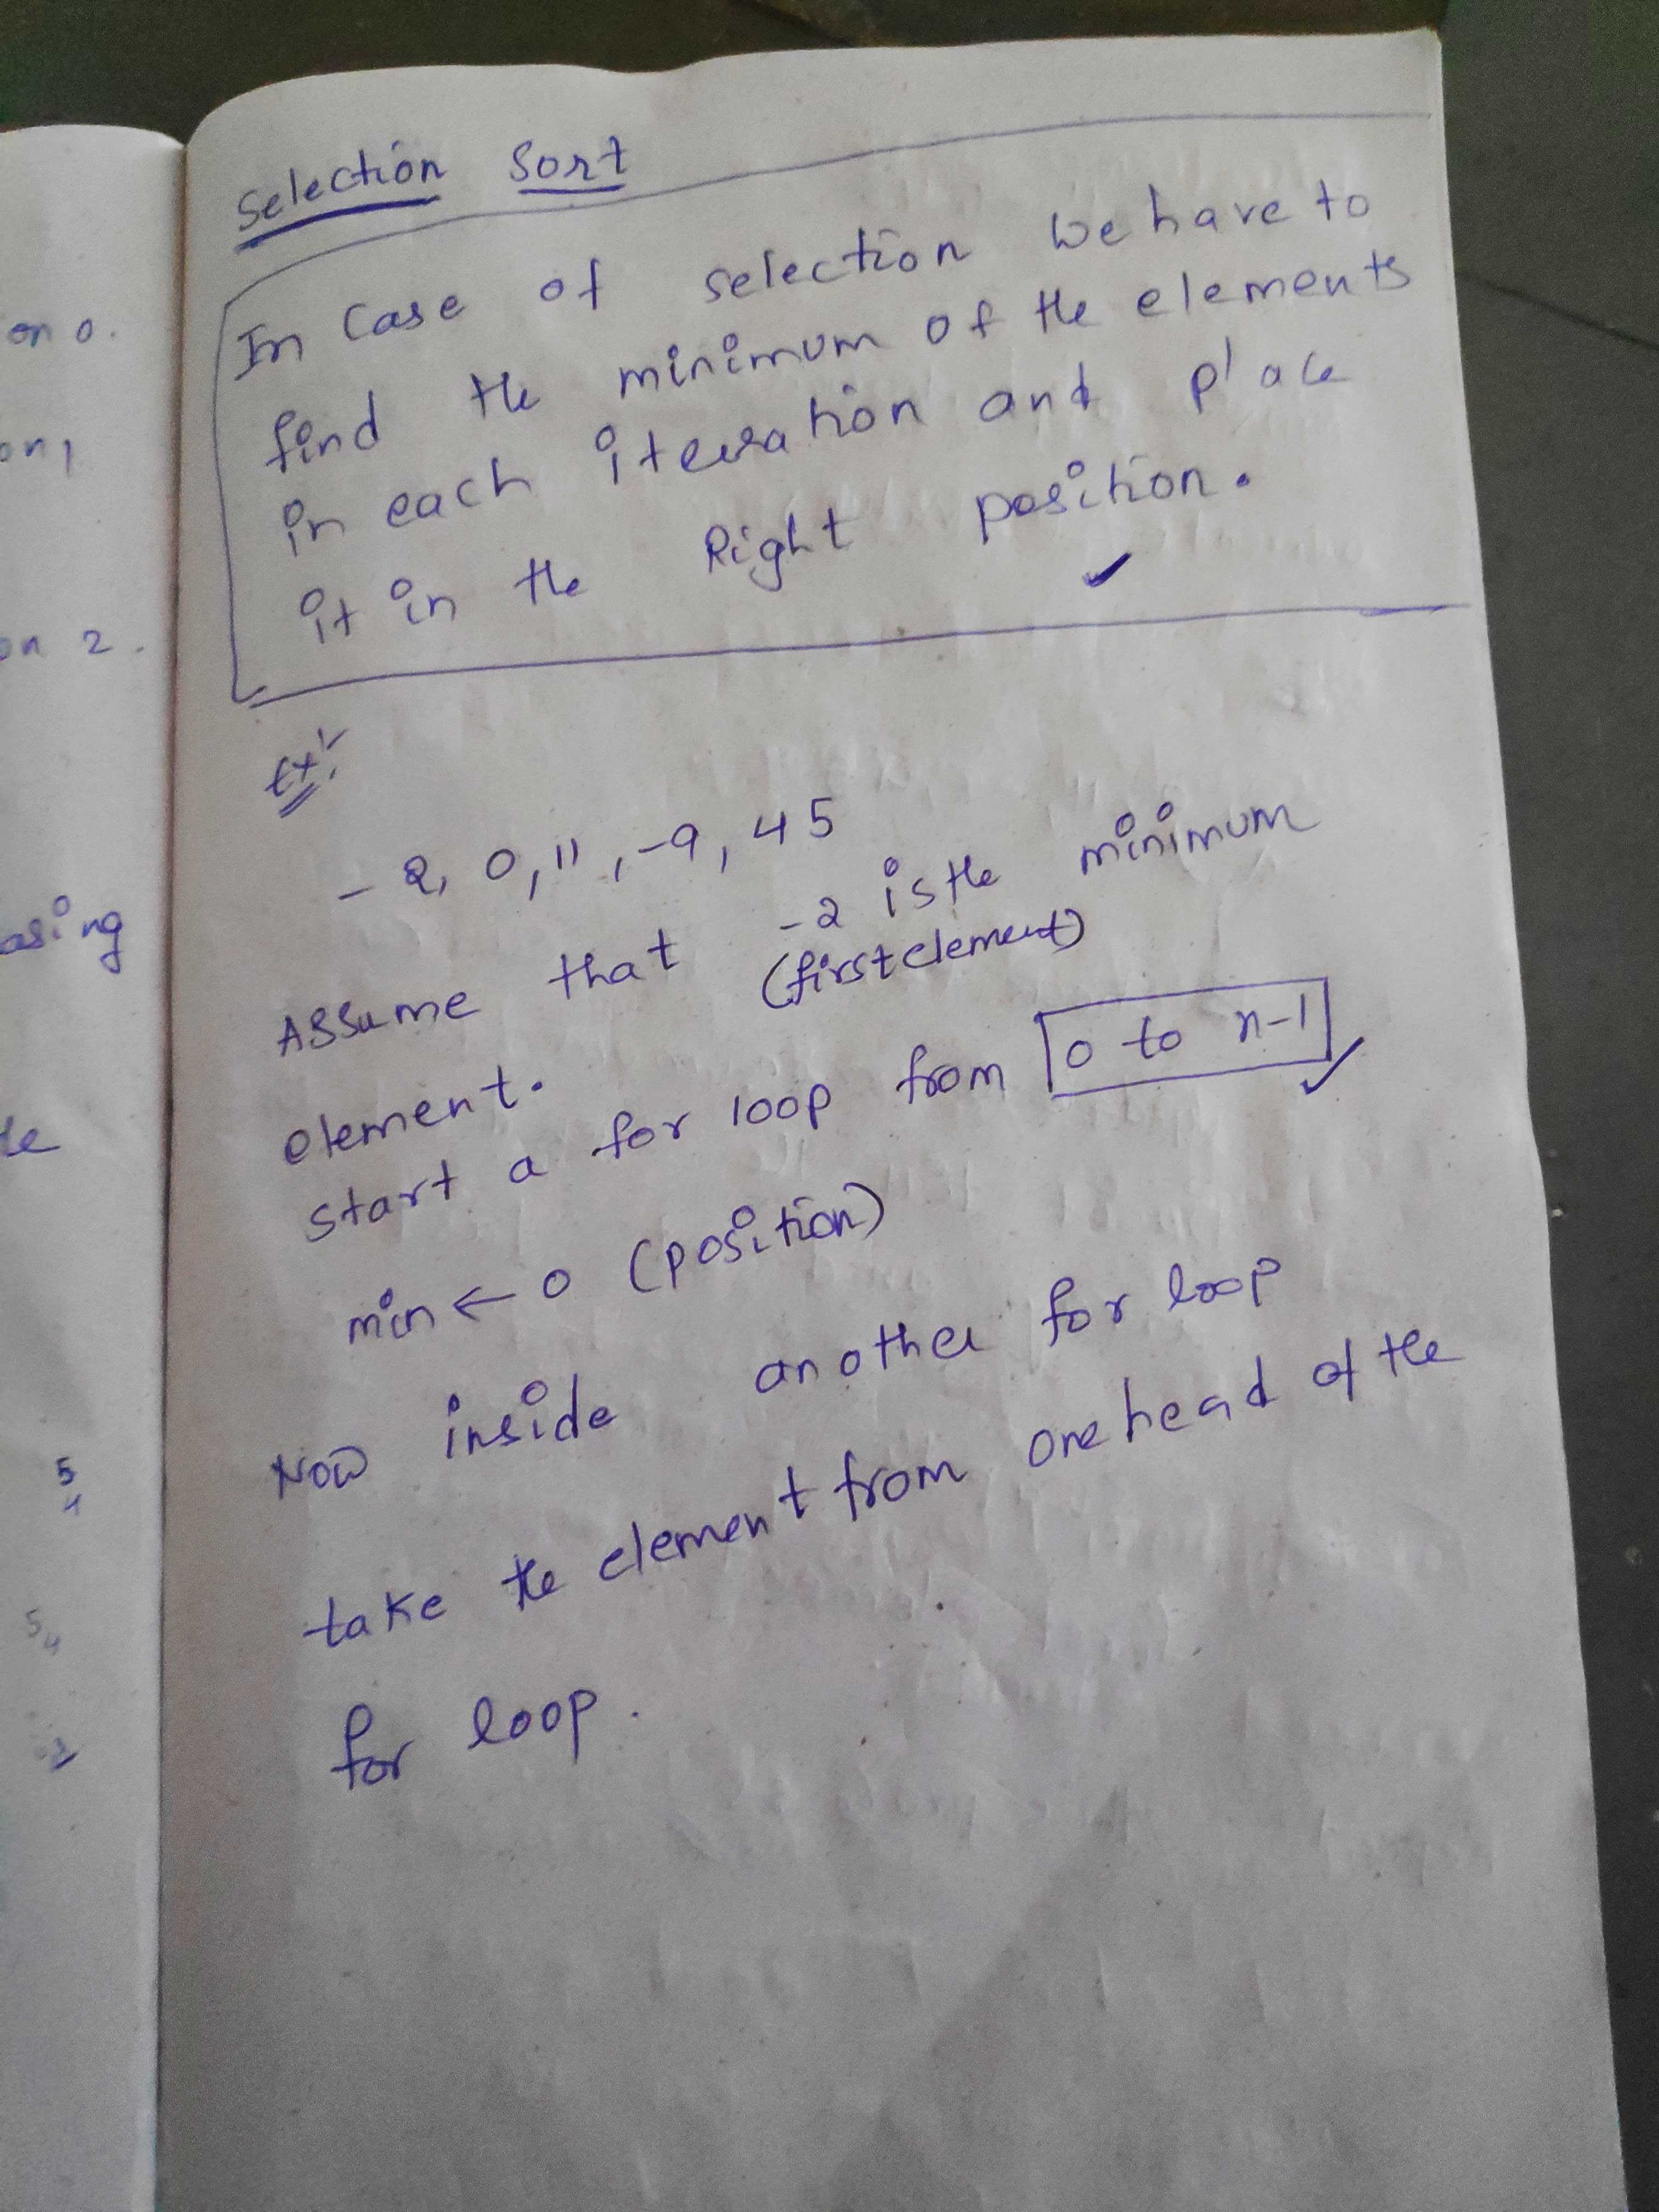 Selection Sort
In Case of selection we have to
find the minimum of the elements
in each iteration and place
it in the Right position.
Ex:-
- 2, 0, 11, -9, 45
Assume that -2 is the minimum
(first element)
element.
start a for loop from 0 to n-1
min ← 0 (position)
Now inside another for loop
take the element from one head of the
for loop.
on 0.
on 1
on 2.
asing
5
4
5
4